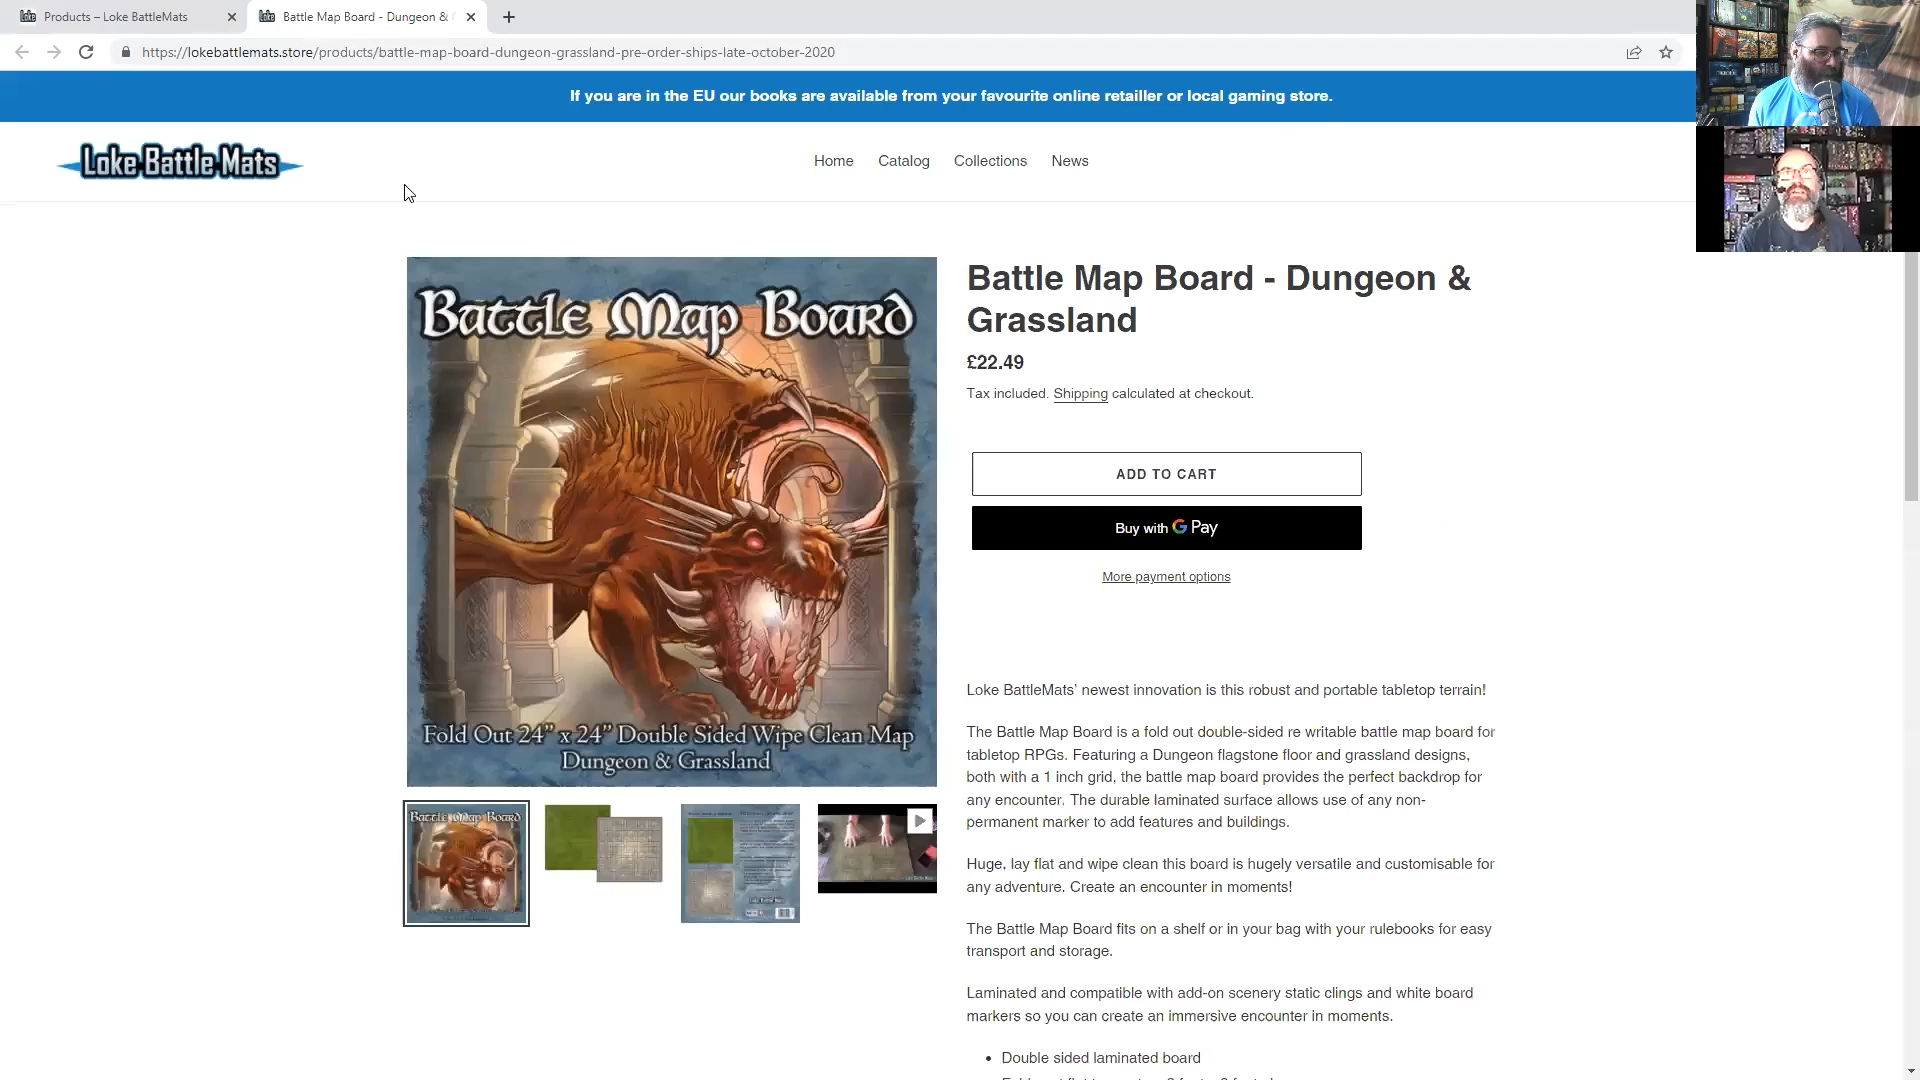 Products – Loke BattleMats
Battle Map Board - Dungeon &
https://lokebattlemats.store/products/battle-map-board-dungeon-grassland-pre-order-ships-late-october-2020
If you are in the EU our books are available from your favourite online retailler or local gaming store.
Loke Battle Mats
Home
Catalog
Collections
News
Battle Map Board
Fold Out 24” x 24” Double Sided Wipe Clean Map
Dungeon & Grassland
Battle Map Board - Dungeon &
Grassland
£22.49
Tax included. Shipping calculated at checkout.
ADD TO CART
Buy with G Pay
More payment options
Loke BattleMats’ newest innovation is this robust and portable tabletop terrain!
The Battle Map Board is a fold out double-sided re writable battle map board for
tabletop RPGs. Featuring a Dungeon flagstone floor and grassland designs,
both with a 1 inch grid, the battle map board provides the perfect backdrop for
any encounter. The durable laminated surface allows use of any non-
permanent marker to add features and buildings.
Huge, lay flat and wipe clean this board is hugely versatile and customisable for
any adventure. Create an encounter in moments!
The Battle Map Board fits on a shelf or in your bag with your rulebooks for easy
transport and storage.
Laminated and compatible with add-on scenery static clings and white board
markers so you can create an immersive encounter in moments.
Double sided laminated board
Battle Map Board